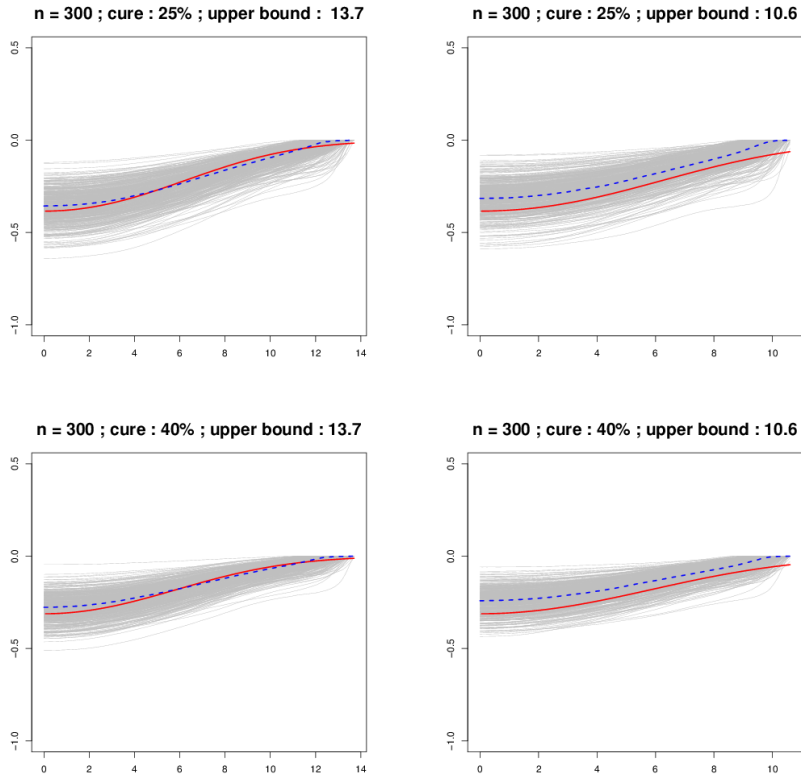 n = 300 ; cure : 25% ; upper bound : 13.7
0.5
0.0
−0.5
−1.0
0 2 4 6 8 10 12 14
n = 300 ; cure : 25% ; upper bound : 10.6
0.5
0.0
−0.5
−1.0
0 2 4 6 8 10
n = 300 ; cure : 40% ; upper bound : 13.7
0.5
0.0
−0.5
−1.0
0 2 4 6 8 10 12 14
n = 300 ; cure : 40% ; upper bound : 10.6
0.5
0.0
−0.5
−1.0
0 2 4 6 8 10